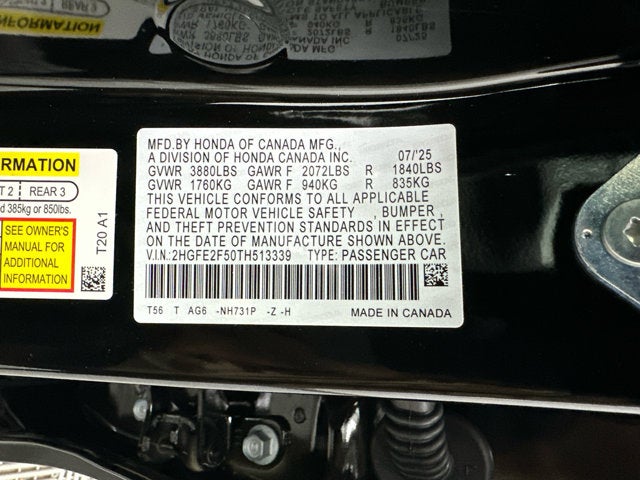 MFD.BY HONDA OF CANADA MFG.,
A DIVISION OF HONDA CANADA INC. 07/'25
GVWR 3880LBS GAWR F 2072LBS R 1840LBS
GVWR 1760KG GAWR F 940KG R 835KG
THIS VEHICLE CONFORMS TO ALL APPLICABLE
FEDERAL MOTOR VEHICLE SAFETY , BUMPER ,
AND THEFT PREVENTION STANDARDS IN EFFECT
ON THE DATE OF MANUFACTURE SHOWN ABOVE.
V.I.N.:2HGFE2F50TH513339 TYPE: PASSENGER CAR
T56 T AG6 -NH731P -Z -H MADE IN CANADA
RMATION
T 2 REAR 3
d 385kg or 850lbs.
SEE OWNER'S
MANUAL FOR
ADDITIONAL
INFORMATION
T20 A1